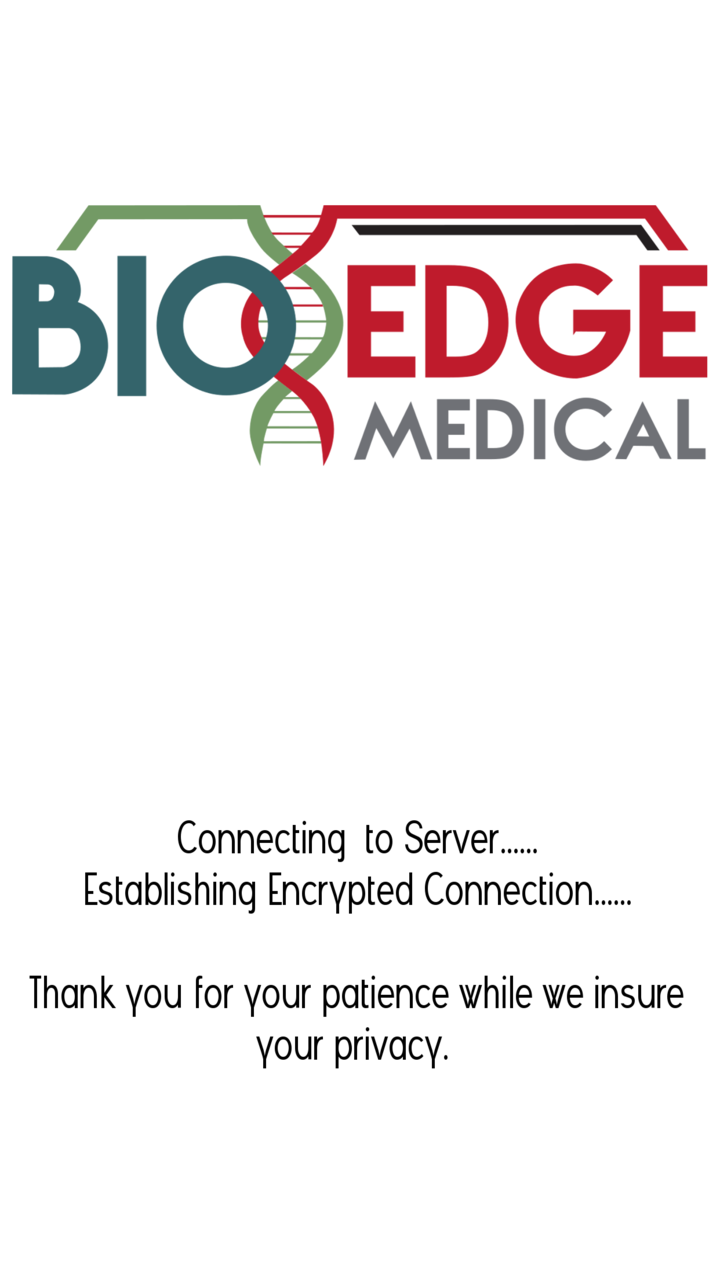 BIO EDGE
MEDICAL
Connecting to Server......
Establishing Encrypted Connection......
Thank you for your patience while we insure
your privacy.